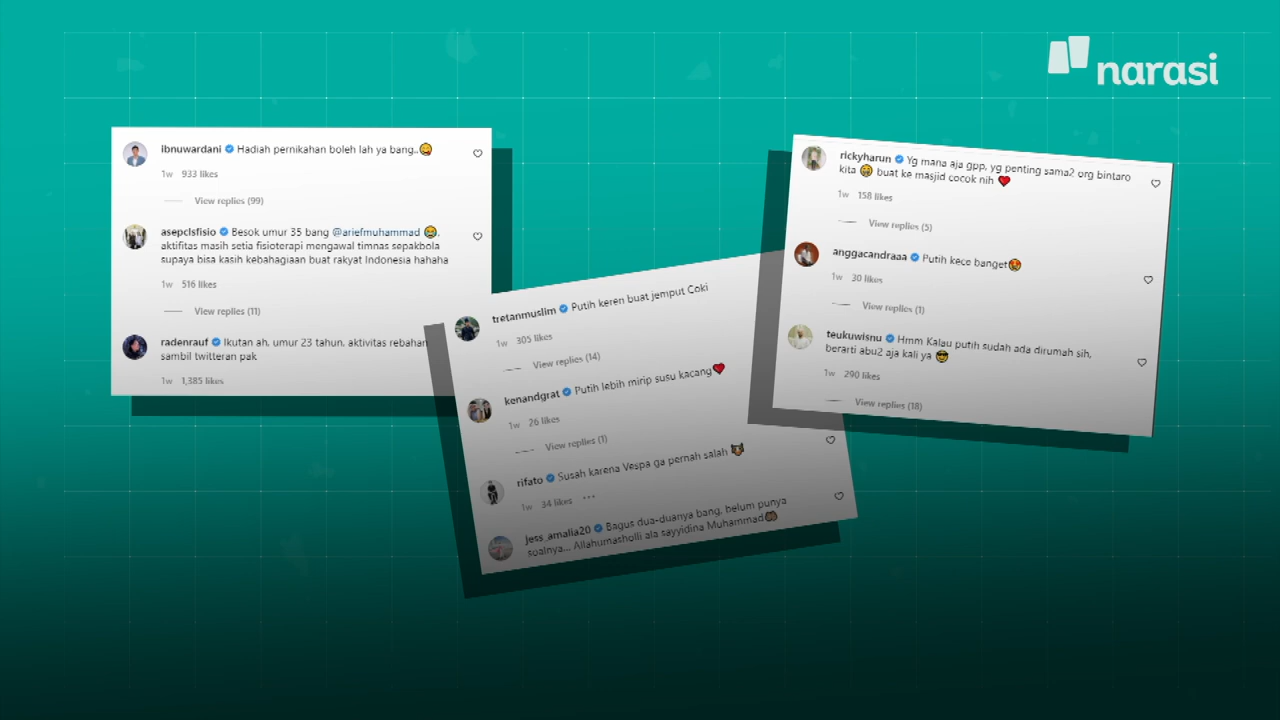 narasi
ibnuwardani Hadiah pernikahan boleh lah ya bang..😜
1w 933 likes
View replies (99)
asepclsfisio Besok umur 35 bang @ariefmuhammad 😂.
aktifitas masih setia fisioterapi mengawal timnas sepakbola
supaya bisa kasih kebahagiaan buat rakyat Indonesia hahaha
1w 516 likes
View replies (11)
radenrauf Ikutan ah, umur 23 tahun, aktivitas rebahan
sambil twitteran pak
1w 1,385 likes
tretanmuslim Putih keren buat jemput Coki
1w 305 likes
View replies (14)
kenandgrat Putih lebih mirip susu kacang❤️
1w 26 likes
View replies (1)
rifato Susah karena Vespa ga pernah salah
1w 34 likes ...
jess_amalia20 Bagus dua-duanya bang, belum punya
soalnya... Allahumasholli ala sayyidina Muhammad
rickyharun Yg mana aja gpp, yg penting sama2 org bintaro
kita 😁 buat ke masjid cocok nih ❤️
1w 158 likes
View replies (5)
anggacandraaa Putih kece banget😍
1w 30 likes
View replies (1)
teukuwisnu Hmm Kalau putih sudah ada dirumah sih,
berarti abu2 aja kali ya 😎
1w 290 likes
View replies (18)